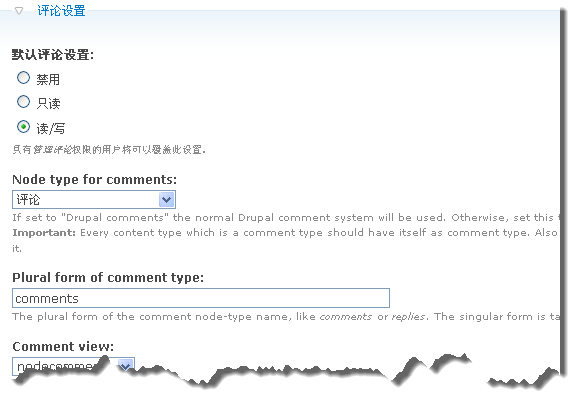 评论设置
默认评论设置:
禁用
只读
读/写
只有管理评论权限的用户将可以覆盖此设置。
Node type for comments:
评论
If set to "Drupal comments" the normal Drupal comment system will be used. Otherwise, set this
Important: Every content type which is a comment type should have itself as comment type. Also
it.
Plural form of comment type:
comments
The plural form of the comment node-type name, like comments or replies. The singular form is ta
Comment view:
nodecomme